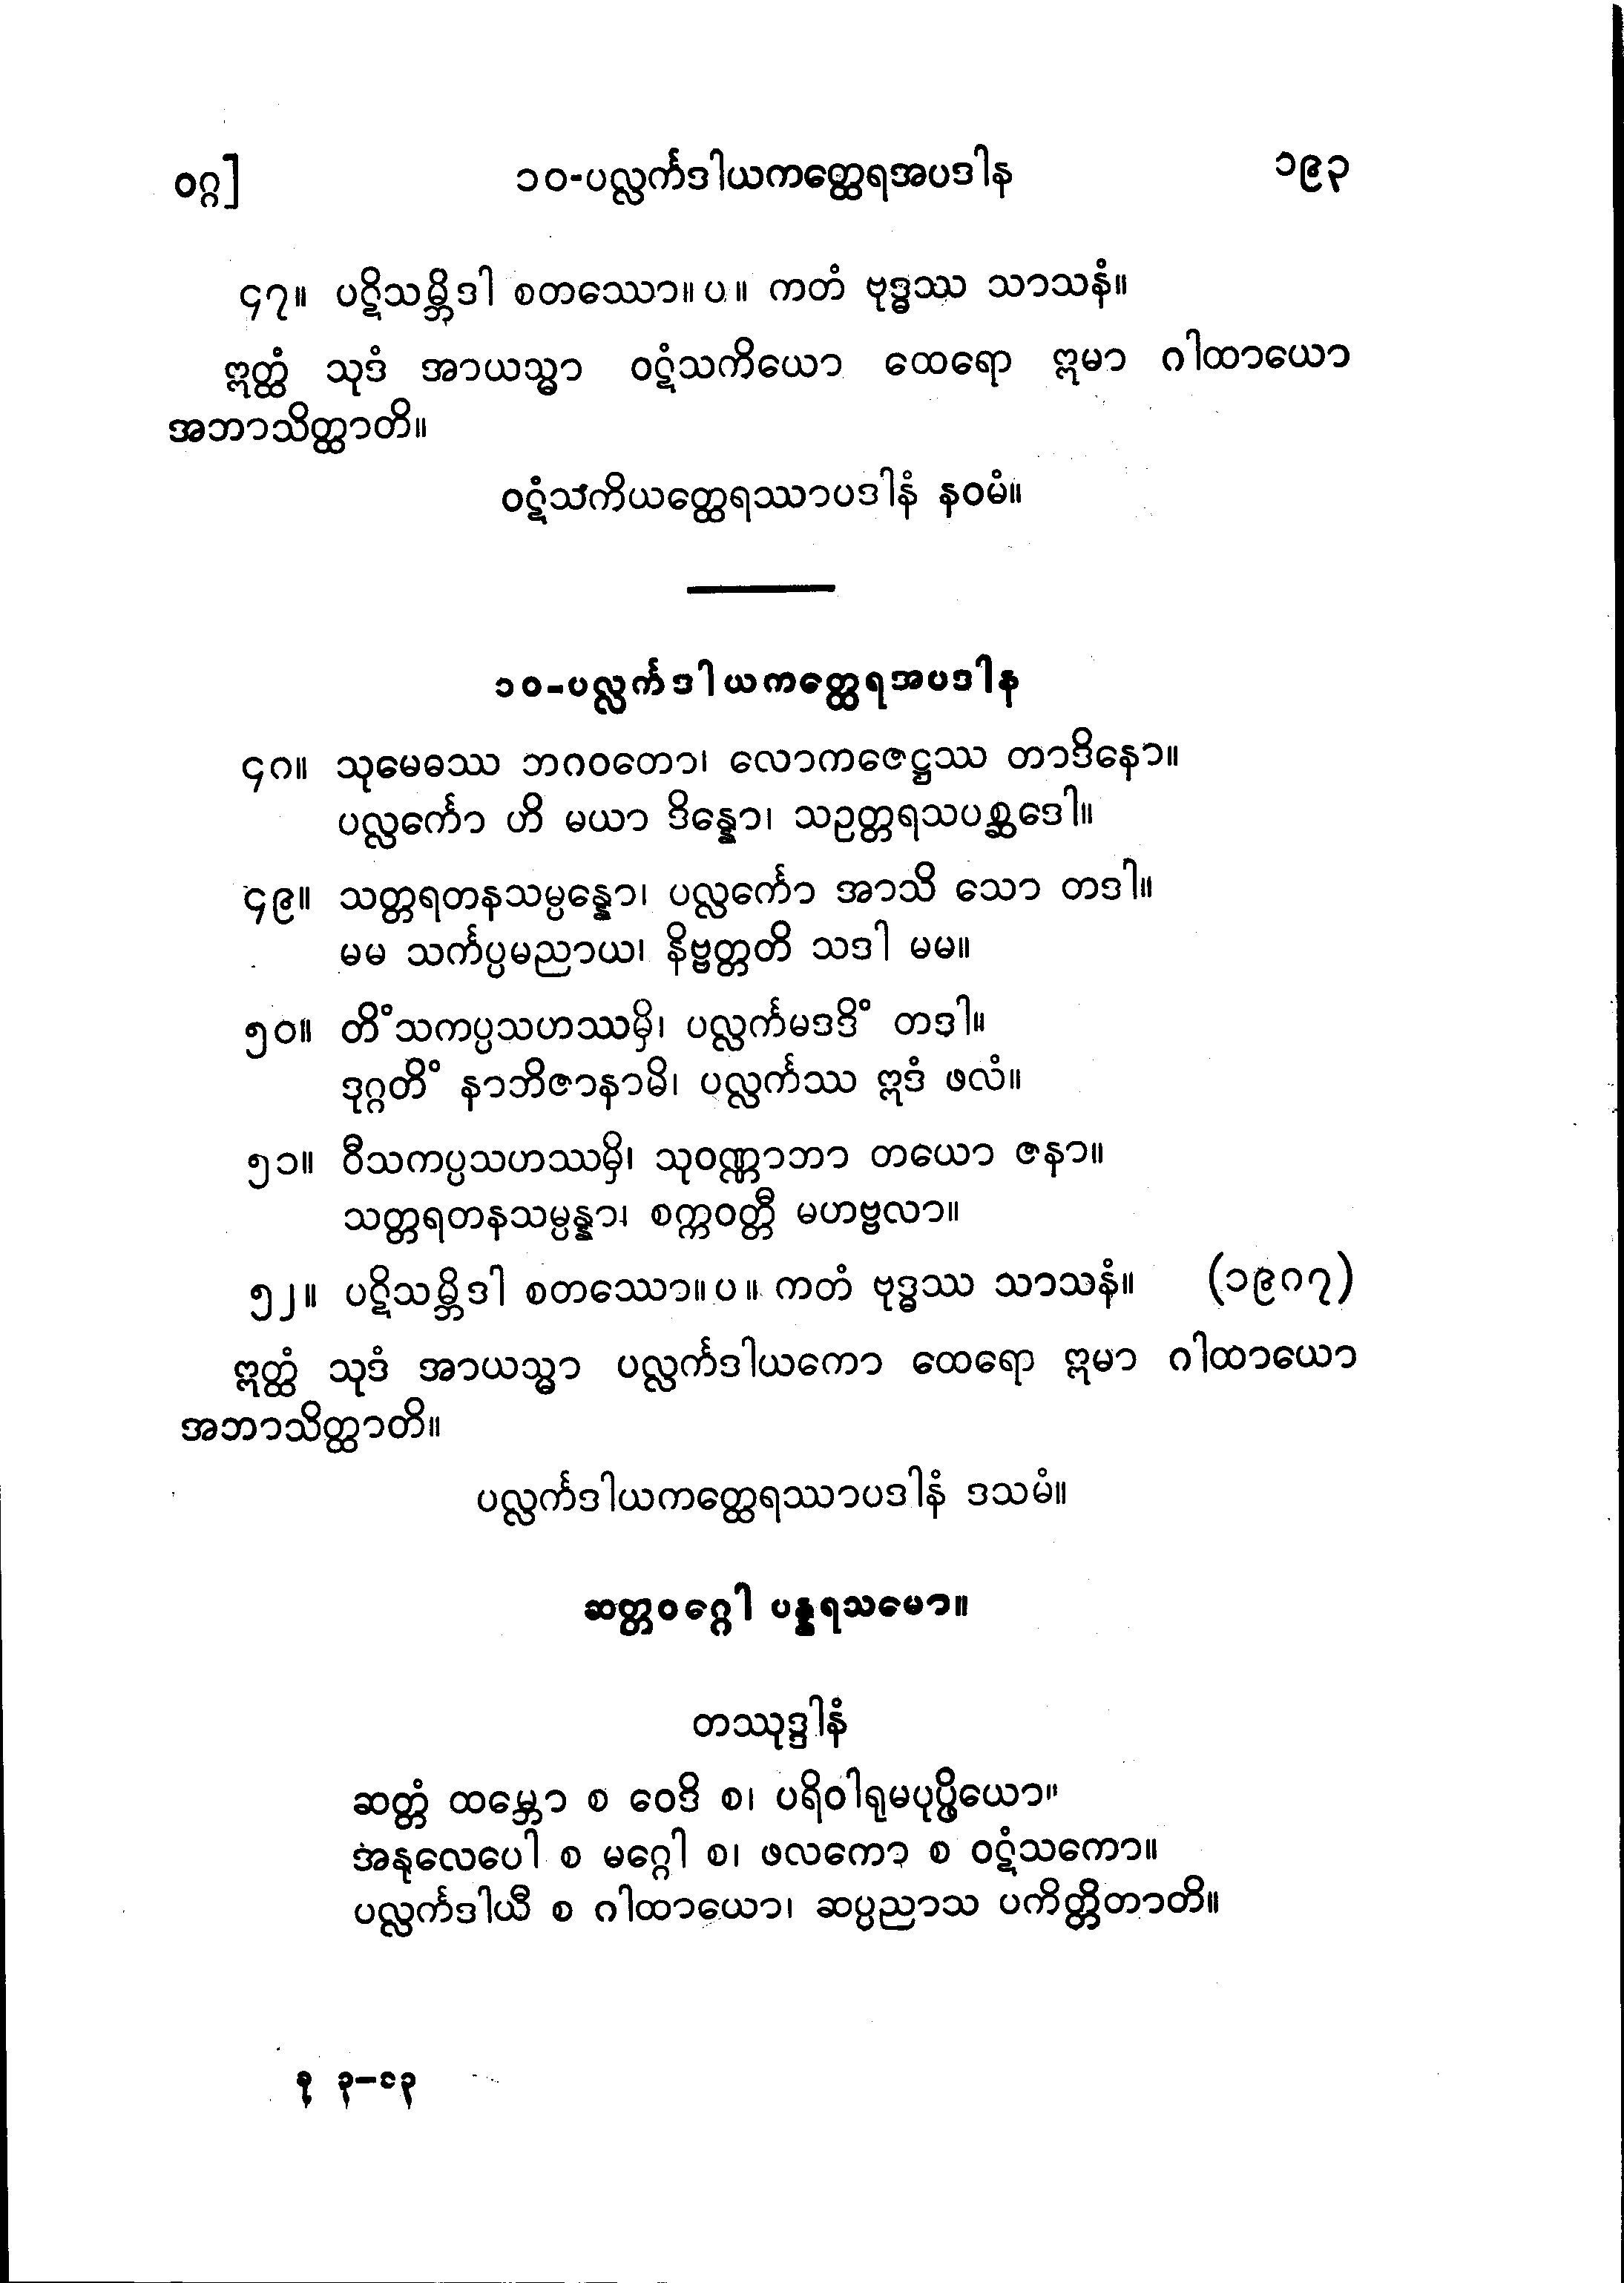 ဝဂ္ဂ] ၁၀-ပလ္လင်္ကဒါယကတ္ထေရအပဒါန ၁၉၃
၄၇။ ပဋိသမ္ဘိဒါ စတဿော။ပ။ ကတံ ဗုဒ္ဓဿ သာသနံ။
ဣတ္ထံ သုဒံ အာယသ္မာ ဝဋံသကိယော ထေရော ဣမာ ဂါထာယော
အဘာသိတ္ထာတိ။
ဝဋံသကိယတ္ထေရဿာပဒါနံ နဝမံ။
၁၀-ပလ္လင်္ကဒါယကတ္ထေရအပဒါန
၄၈။ သုမေဓဿ ဘဂဝတော၊ လောကဇေဋ္ဌဿ တာဒိနော။
ပလ္လင်္ကော ဟိ မယာ ဒိန္နော၊ သဥတ္တရသပစ္ဆဒေါ။
၄၉။ သတ္တရတနသမ္ပန္နော၊ ပလ္လင်္ကော အာသိ သော တဒါ။
မမ သင်္ကပ္ပမညာယ၊ နိဗ္ဗတ္တတိ သဒါ မမ။
၅၀။ တိံသကပ္ပသဟဿမှိ၊ ပလ္လင်္ကမဒဒိံ တဒါ။
ဒုဂ္ဂတိံ နာဘိဇာနာမိ၊ ပလ္လင်္ကဿ ဣဒံ ဖလံ။
၅၁။ ဝီသကပ္ပသဟဿမှိ၊ သုဝဏ္ဏာဘာ တယော ဇနာ။
သတ္တရတနသမ္ပန္နာ၊ စက္ကဝတ္တီ မဟဗ္ဗလာ။
၅၂။ ပဋိသမ္ဘိဒါ စတဿော။ပ။ ကတံ ဗုဒ္ဓဿ သာသနံ။ (၁၉၈၇)
ဣတ္ထံ သုဒံ အာယသ္မာ ပလ္လင်္ကဒါယကော ထေရော ဣမာ ဂါထာယော
အဘာသိတ္ထာတိ။
ပလ္လင်္ကဒါယကတ္ထေရဿာပဒါနံ ဒသမံ။
ဆတ္တဝဂ္ဂေါ ပန္နရသမော။
တဿုဒ္ဒါနံ
ဆတ္တံ ထမ္ဘော စ ဝေဒိ စ၊ ပရိဝါရုမပုပ္ဖိယော။
အနုလေပေါ စ မဂ္ဂေါ စ၊ ဖလကော စ ဝဋံသကော။
ပလ္လင်္ကဒါယီ စ ဂါထာယော၊ ဆပ္ပညာသ ပကိတ္တိတာတိ။
ခု ၃-၁၃